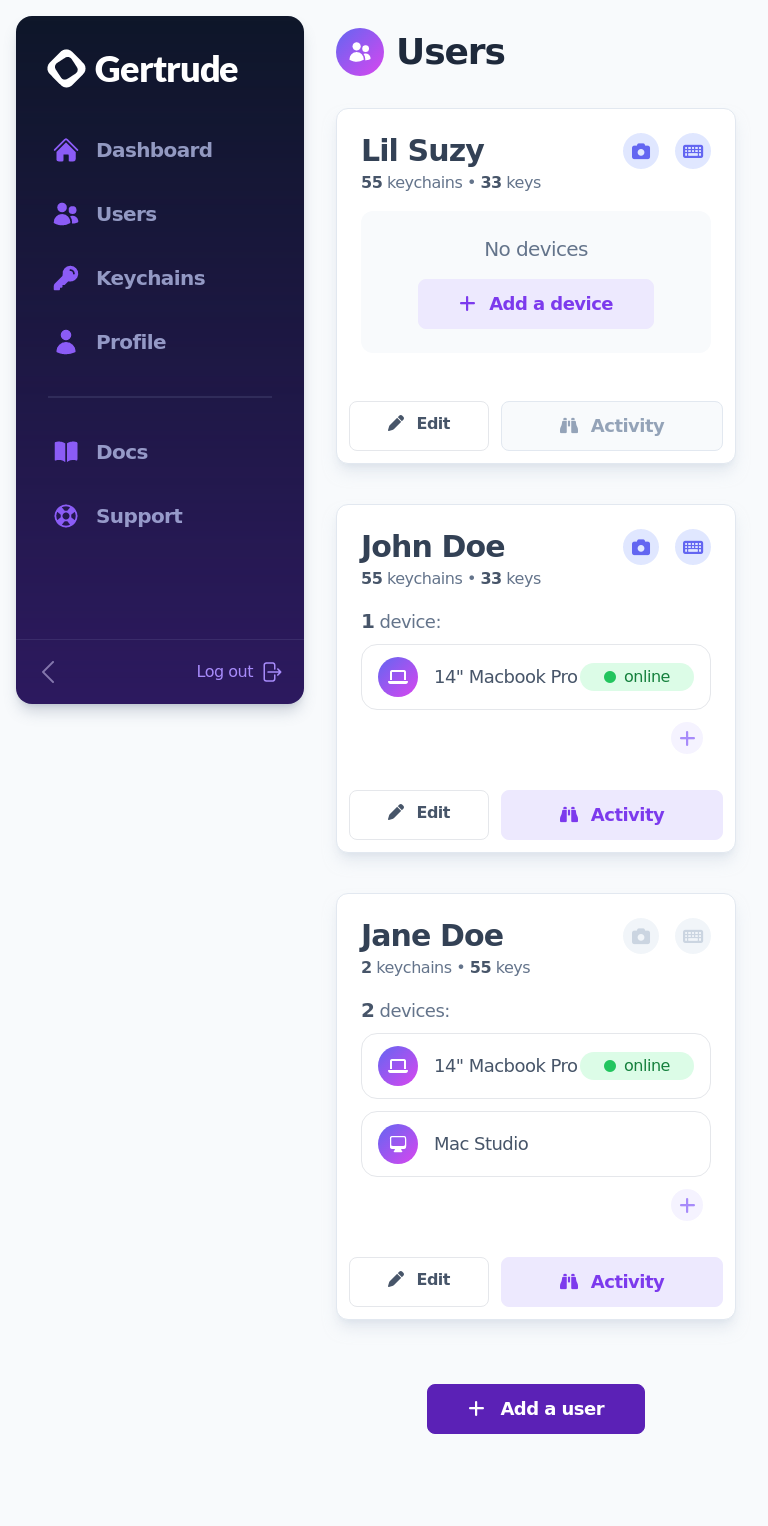 Gertrude
Dashboard
Users
Keychains
Profile
Docs
Support
Log out
Users
Lil Suzy
55 keychains • 33 keys
No devices
Add a device
Edit
Activity
John Doe
55 keychains • 33 keys
1 device:
14" Macbook Pro
online
Edit
Activity
Jane Doe
2 keychains • 55 keys
2 devices:
14" Macbook Pro
online
Mac Studio
Edit
Activity
Add a user